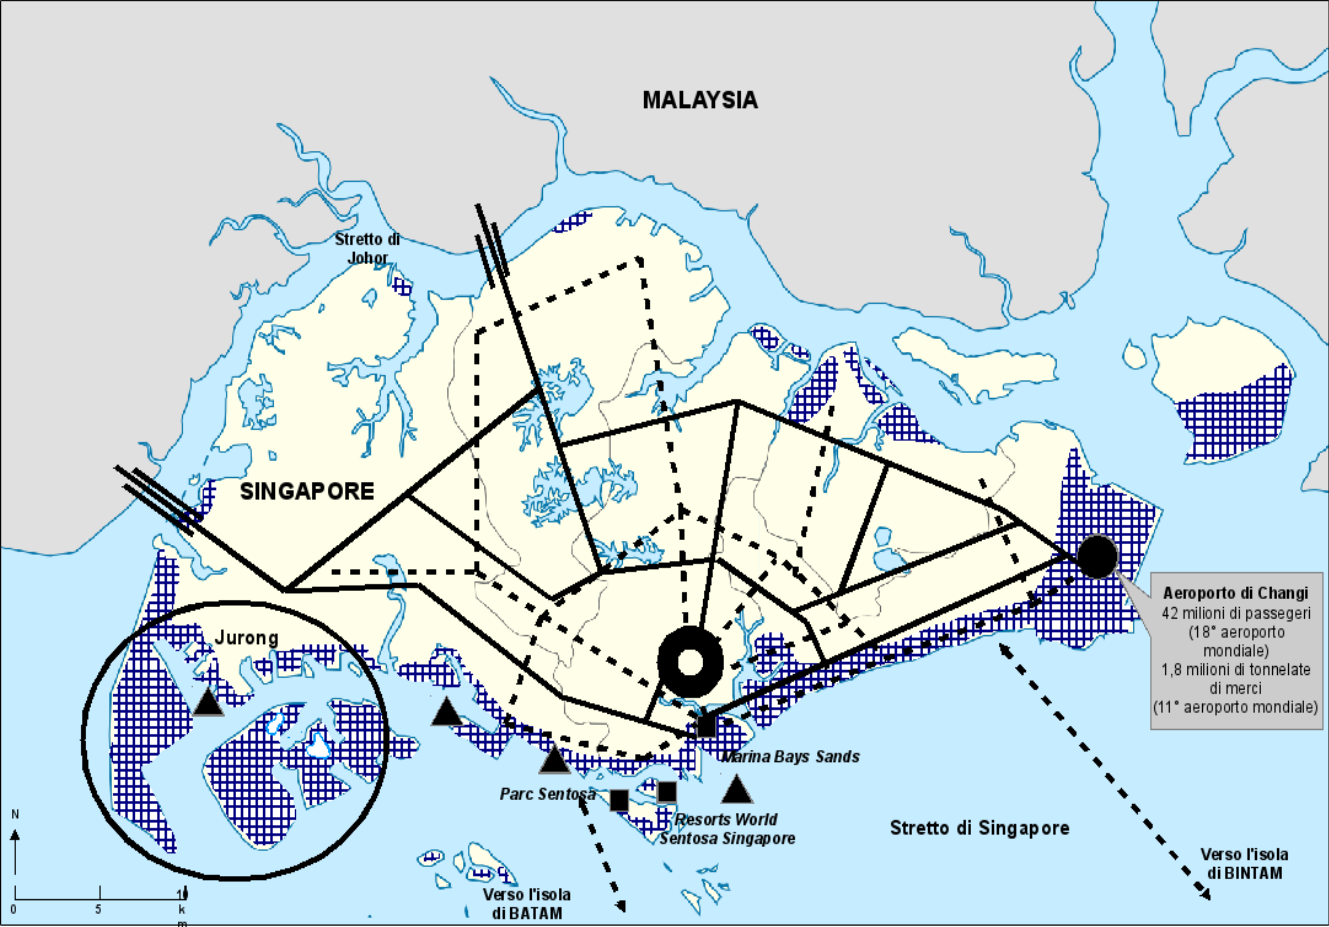 MALAYSIA
Stretto di
Johor
SINGAPORE
Aeroporto di Changi
42 milioni di passegeri
(18° aeroporto
mondiale)
1,8 milioni di tonnelate
di merci
(11° aeroporto mondiale)
Jurong
Marina Bays Sands
Parc Sentosa
Resorts World
Sentosa Singapore
Stretto di Singapore
Verso l'isola
di BINTAM
Verso l'isola
di BATAM
N
0 5 10
k
m